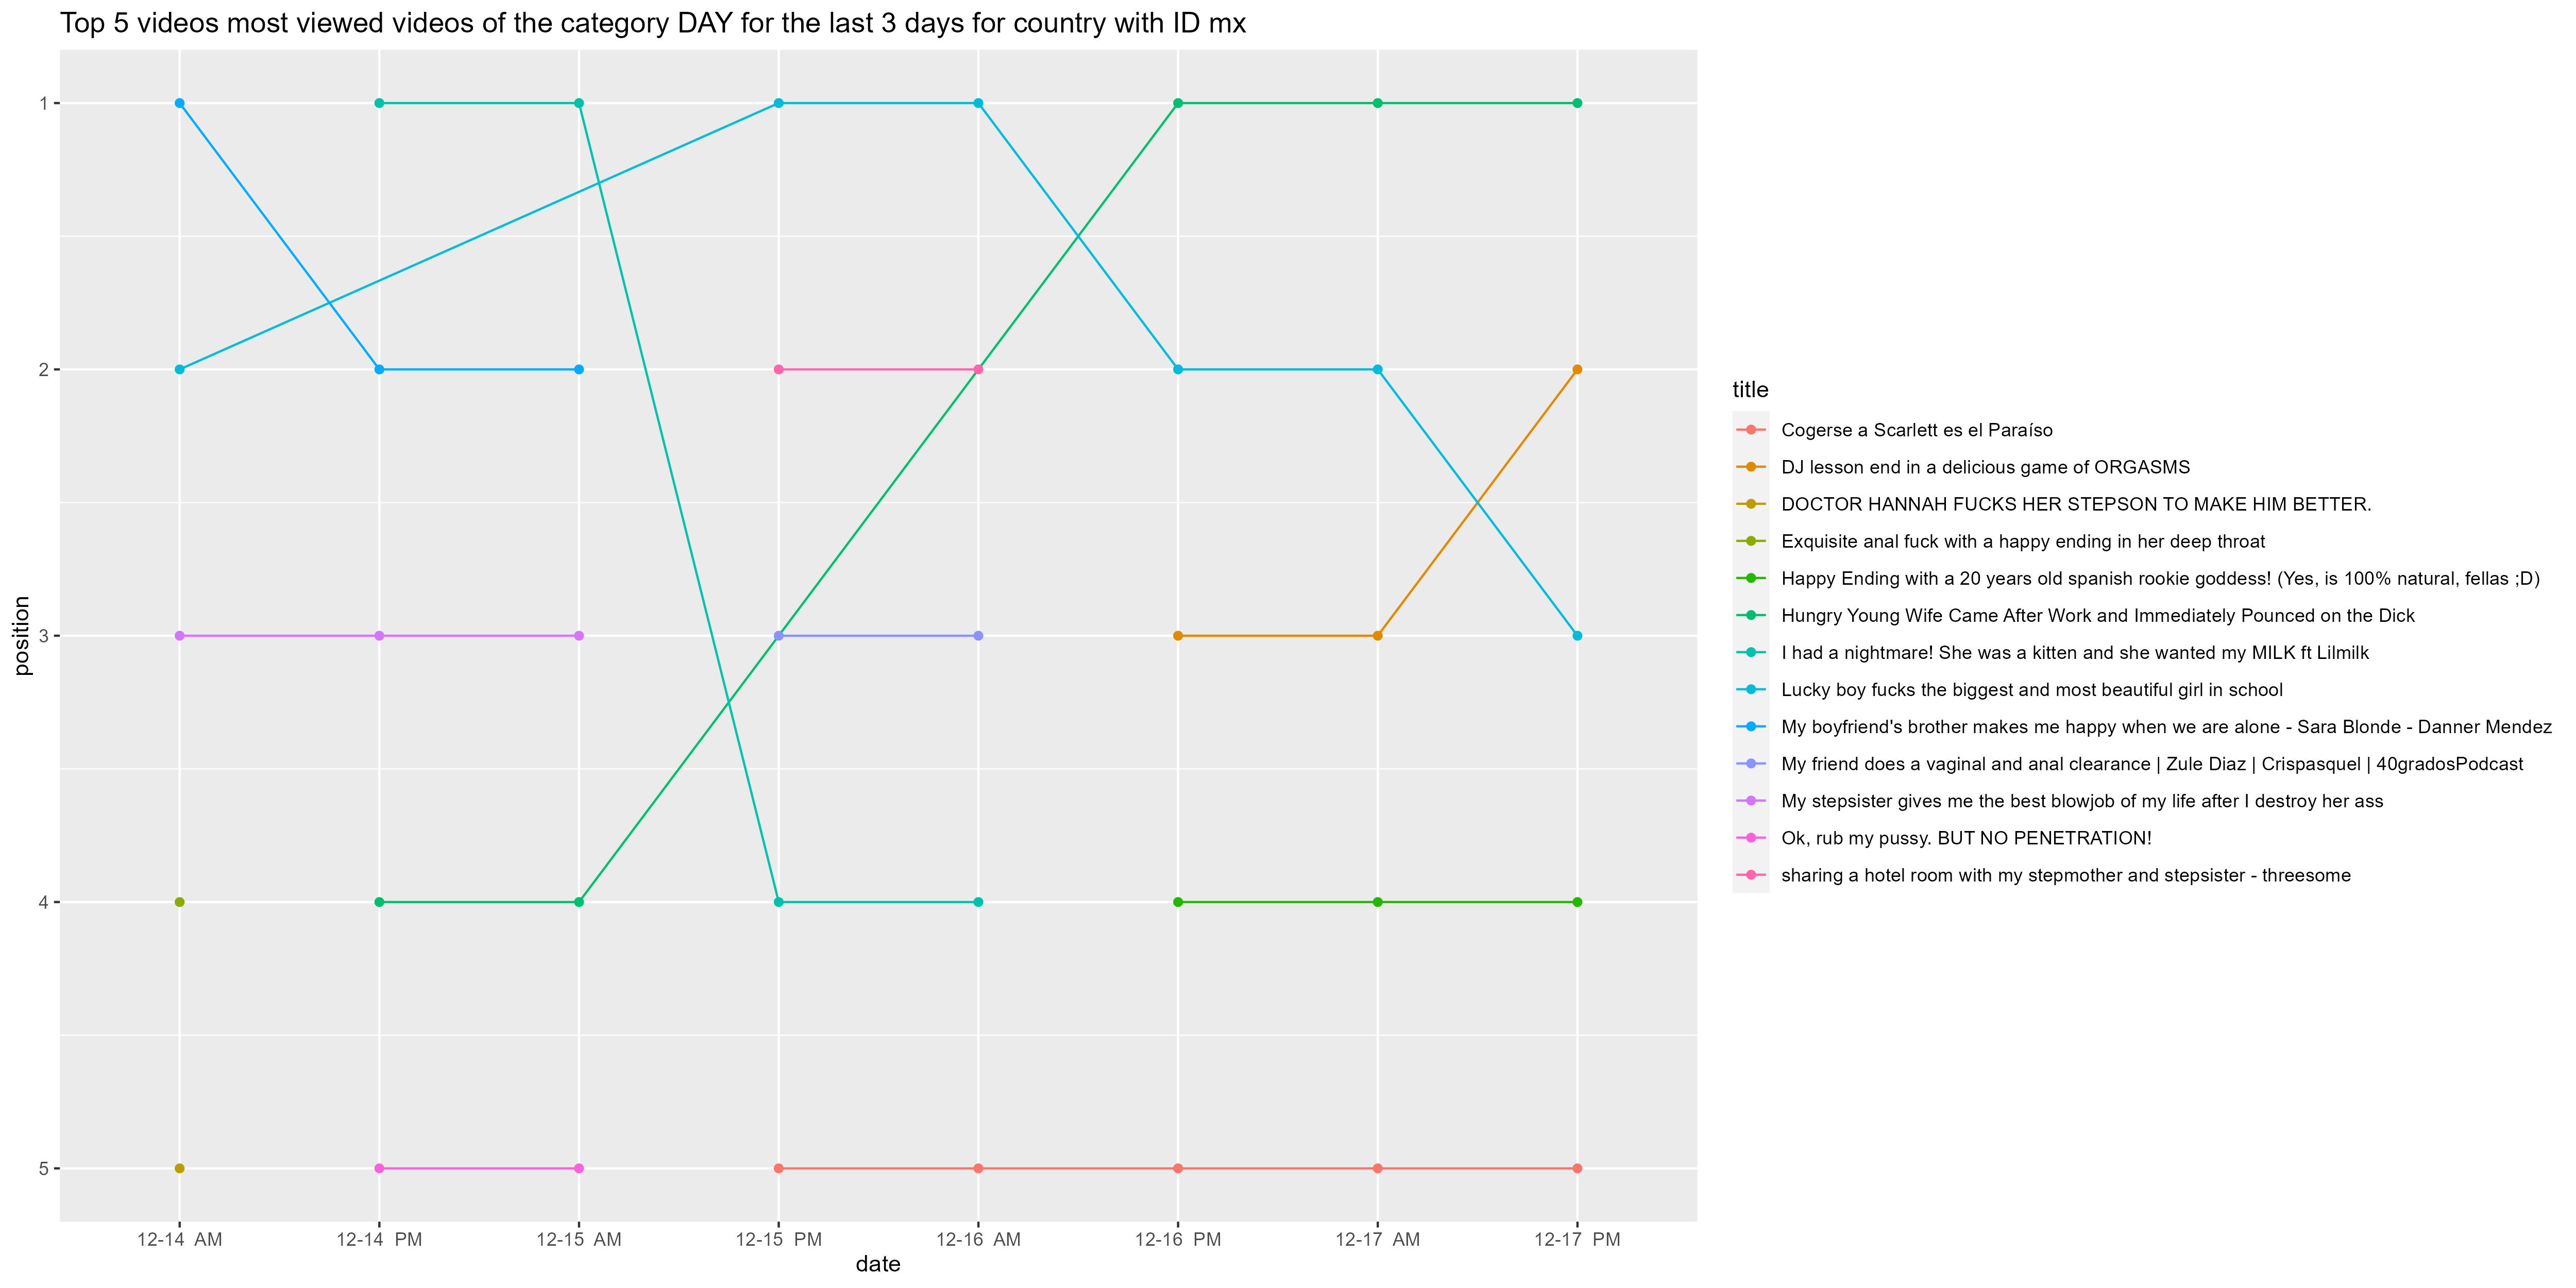 Top 5 videos most viewed videos of the category DAY for the last 3 days for country with ID mx
position
1
2
3
4
5
12-14 AM
12-14 PM
12-15 AM
12-15 PM
12-16 AM
12-16 PM
12-17 AM
12-17 PM
date
title
Cogerse a Scarlett es el Paraíso
DJ lesson end in a delicious game of ORGASMS
DOCTOR HANNAH FUCKS HER STEPSON TO MAKE HIM BETTER.
Exquisite anal fuck with a happy ending in her deep throat
Happy Ending with a 20 years old spanish rookie goddess! (Yes, is 100% natural, fellas ;D)
Hungry Young Wife Came After Work and Immediately Pounced on the Dick
I had a nightmare! She was a kitten and she wanted my MILK ft Lilmilk
Lucky boy fucks the biggest and most beautiful girl in school
My boyfriend's brother makes me happy when we are alone - Sara Blonde - Danner Mendez
My friend does a vaginal and anal clearance | Zule Diaz | Crispasquel | 40gradosPodcast
My stepsister gives me the best blowjob of my life after I destroy her ass
Ok, rub my pussy. BUT NO PENETRATION!
sharing a hotel room with my stepmother and stepsister - threesome